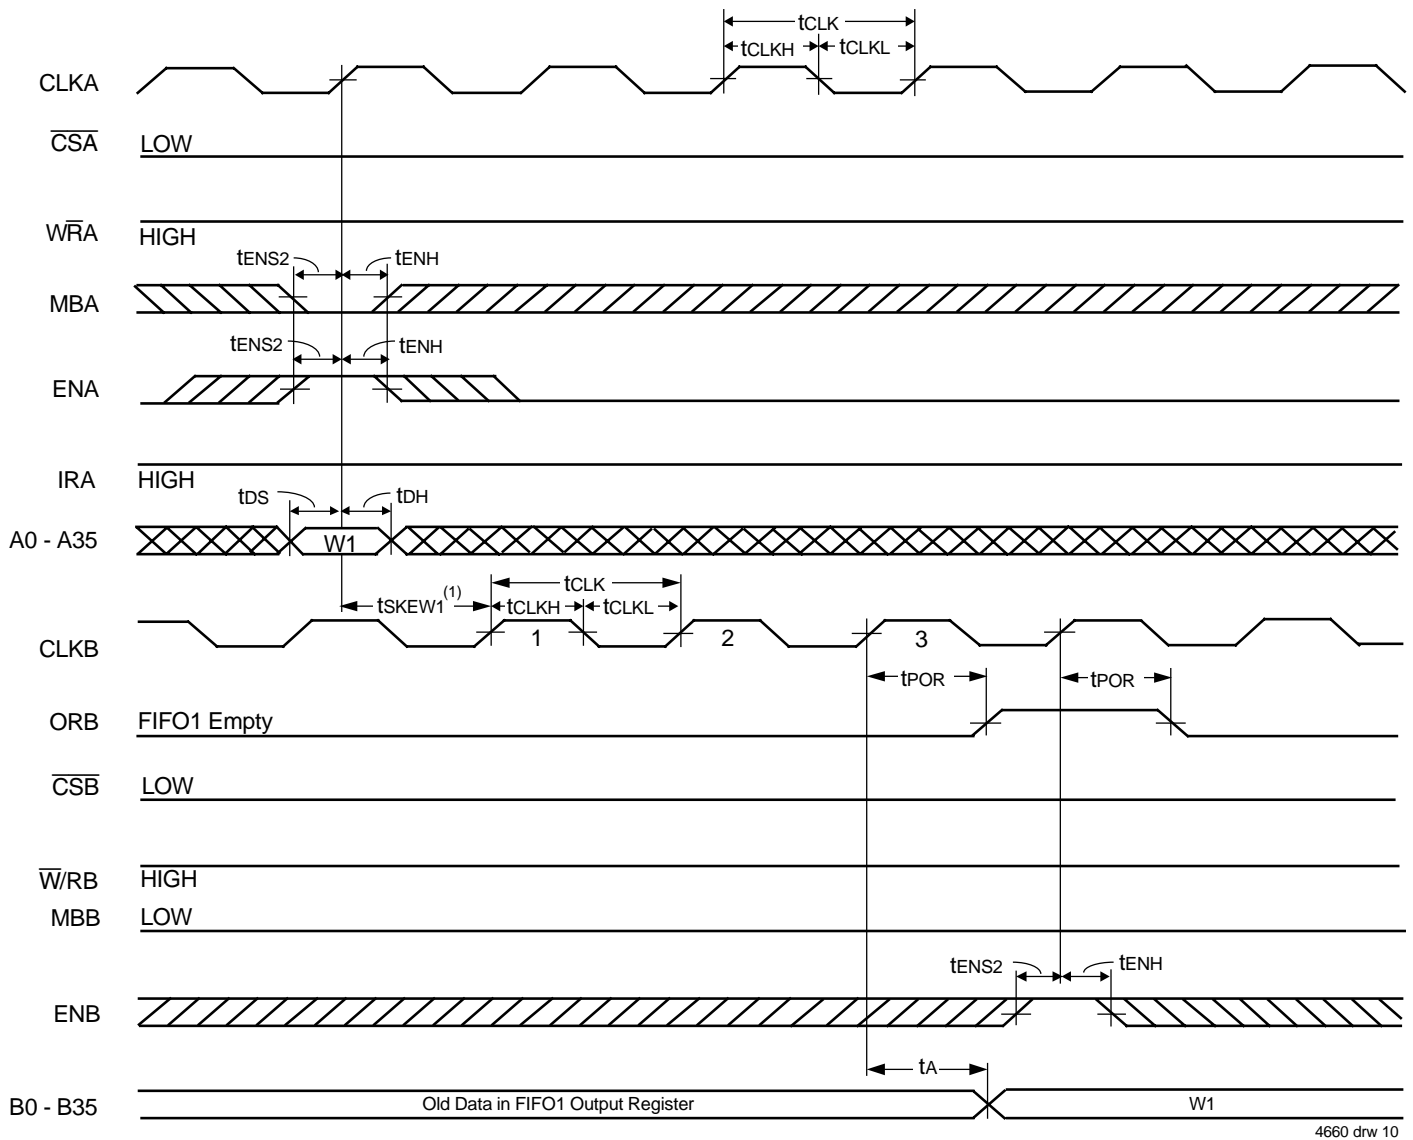 tCLK
tCLKH
tCLKL
CLKA
CSA
LOW
WRA
HIGH
tENS2
tENH
MBA
tENS2
tENH
ENA
IRA
HIGH
tDS
tDH
A0 - A35
W1
tCLK
tSKEW1(1)
tCLKH
tCLKL
CLKB
1
2
3
tPOR
tPOR
ORB
FIFO1 Empty
CSB
LOW
W/RB
HIGH
MBB
LOW
tENS2
tENH
ENB
tA
B0 - B35
Old Data in FIFO1 Output Register
W1
4660 drw 10